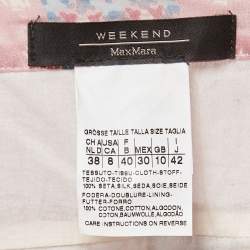 WEEKEND
MaxMara
GRÖSSE TAILLE TALLA SIZE TAGLIA
CH A USA F I
NL D CA B MEX GB IN J
38 8 40 30 10 42
TESSUTO-TISSU-CLOTH-STOFF-
TEJIDO-TECIDO
100% SETA, SILK, SEIDE, SOIE, SEDA
FODERA-DOUBLURE-LINING-
FUTTER-FORRO
100% COTONE, COTTON, ALGODON
COTON, BAUMWOLLE, ALGODÃO
CARE INSTRUCTIONS ON REVERSE